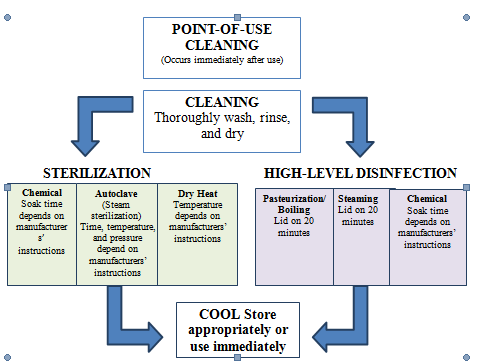 POINT-OF-USE
CLEANING
(Occurs immediately after use)
CLEANING
Thoroughly wash, rinse,
and dry
STERILIZATION
Chemical
Soak time
depends on
manufacturer
s'
instructions
Autoclave
(Steam
sterilization)
Time, temperature,
and pressure
depend on
manufacturers'
instructions
Dry Heat
Temperature
depends on
manufacturers'
instructions
HIGH-LEVEL DISINFECTION
Pasteurization/
Boiling
Lid on 20
minutes
Steaming
Lid on 20
minutes
Chemical
Soak time
depends on
manufacturers'
instructions
COOL Store
appropriately or
use immediately